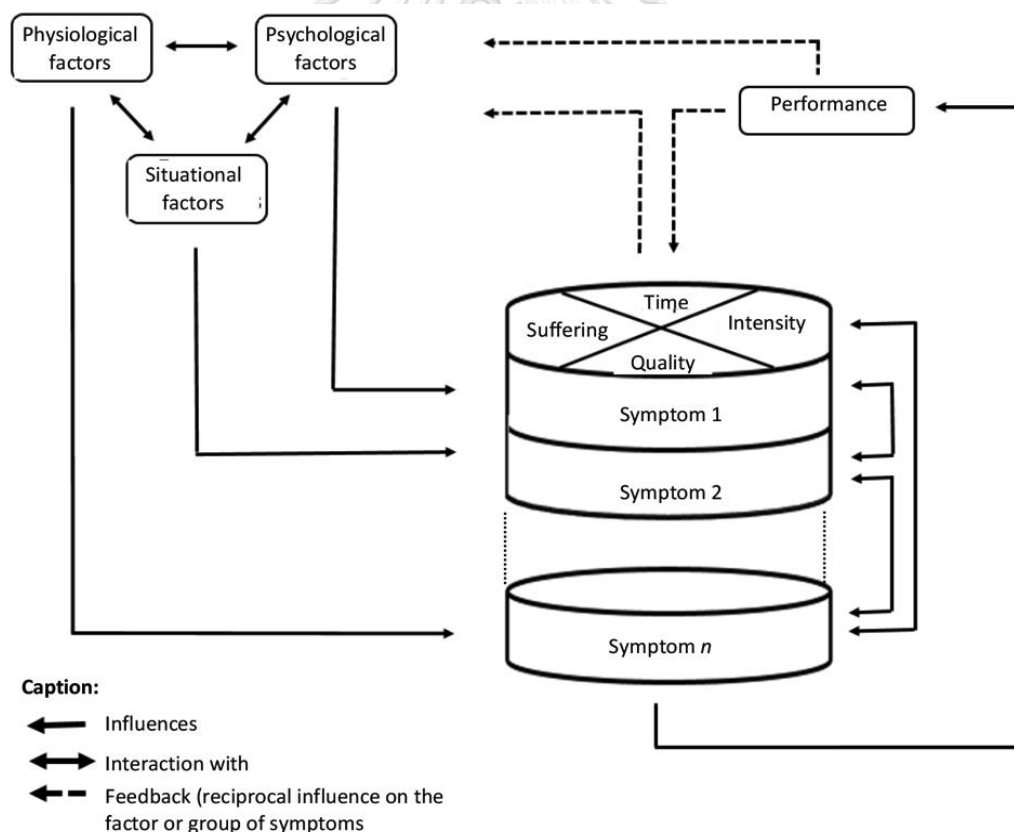 Physiological
factors
Psychological
factors
Situational
factors
Performance
Time
Suffering
Intensity
Quality
Symptom 1
Symptom 2
Symptom n
Caption:
Influences
Interaction with
Feedback (reciprocal influence on the
factor or group of symptoms